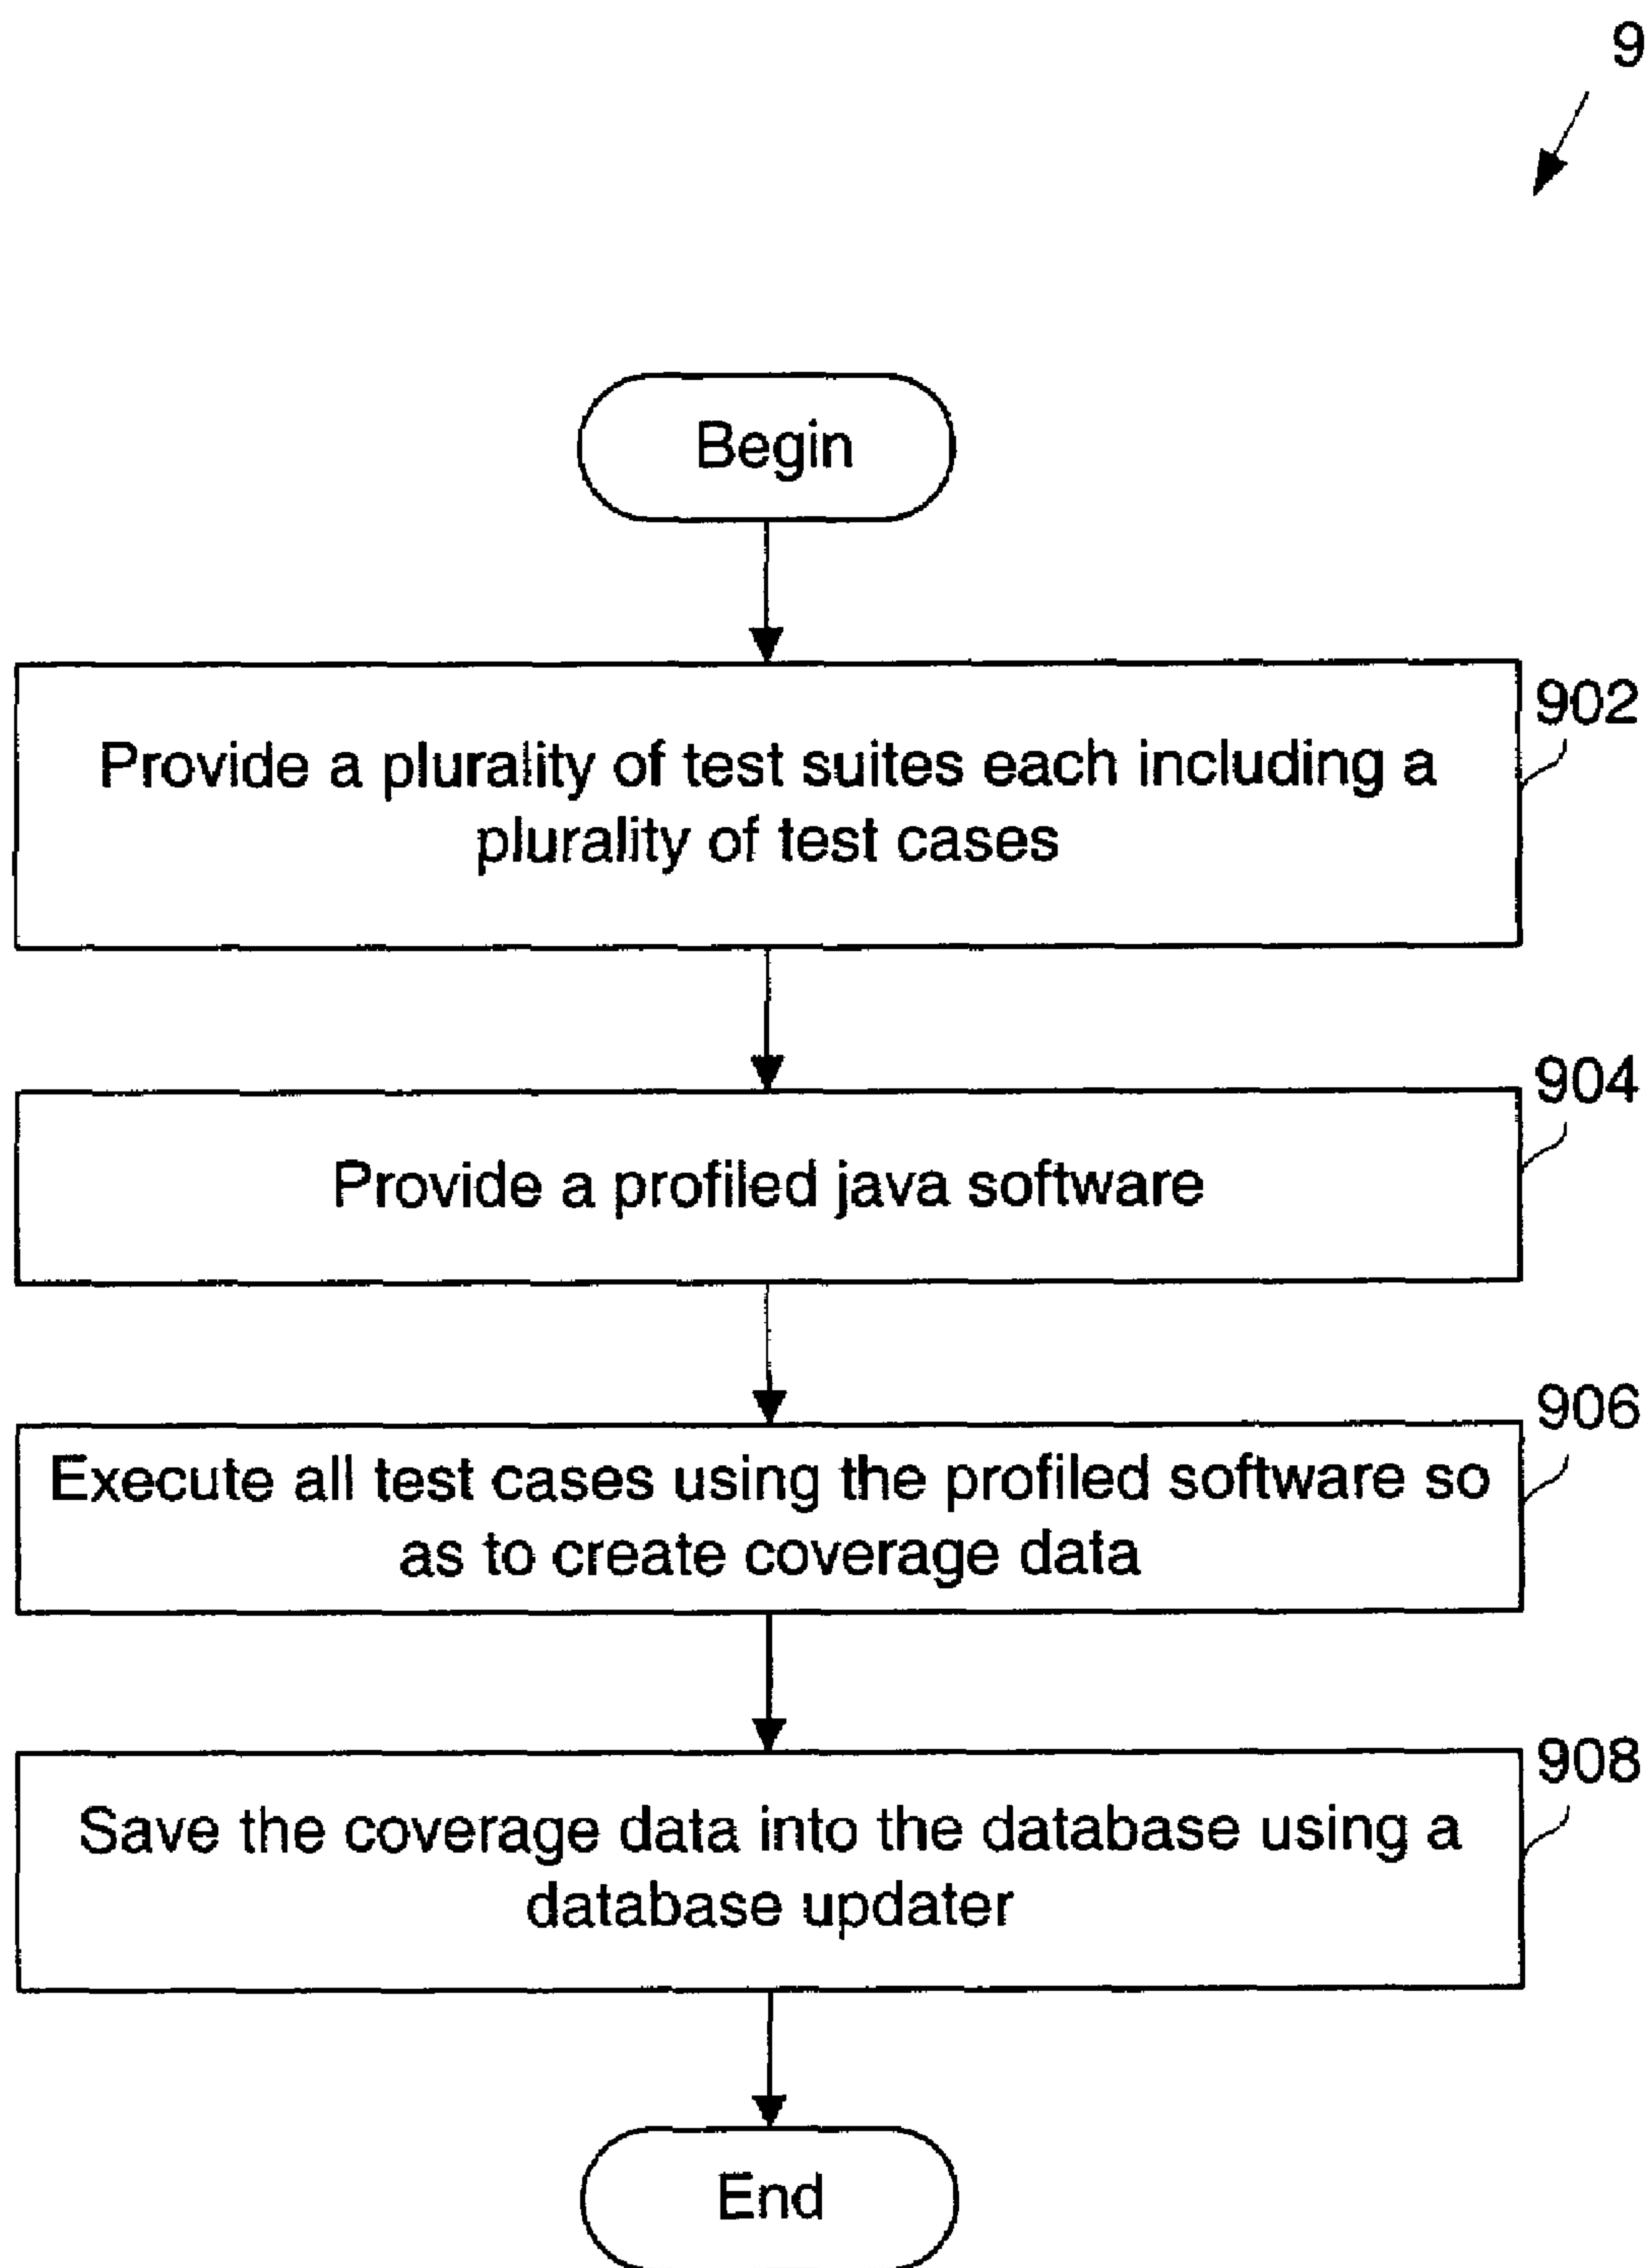 9
Begin
902
Provide a plurality of test suites each including a
plurality of test cases
904
Provide a profiled java software
906
Execute all test cases using the profiled software so
as to create coverage data
908
Save the coverage data into the database using a
database updater
End